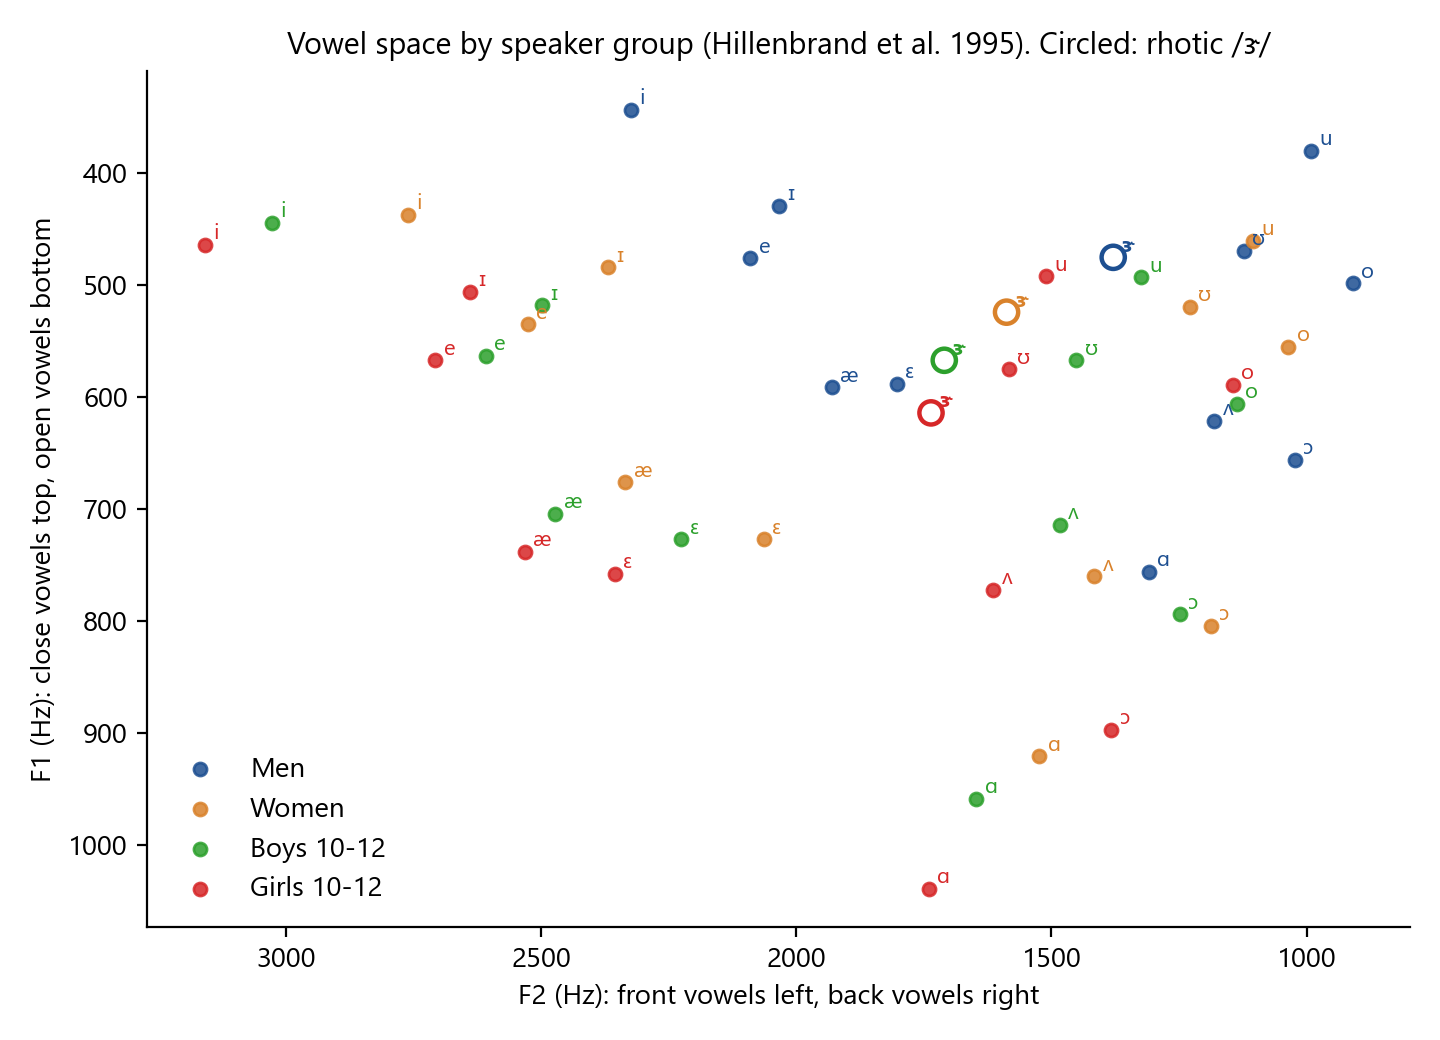 Vowel space by speaker group (Hillenbrand et al. 1995). Circled: rhotic /ɝ/
i
u
i
i
i
ɪ
e
ɪ
ɪ
ɪ
e
e
e
u
ʊ
o
ɝ
u
u
ɝ
ʊ
o
ɝ
ʊ
ʊ
o
o
æ
ɛ
ɝ
ʌ
ɔ
æ
æ
æ
ɛ
ɛ
ɛ
ʌ
ʌ
ʌ
ɑ
ɔ
ɔ
ɔ
ɑ
ɑ
ɑ
400
500
600
700
800
900
1000
F1 (Hz): close vowels top, open vowels bottom
Men
Women
Boys 10-12
Girls 10-12
3000
2500
2000
1500
1000
F2 (Hz): front vowels left, back vowels right